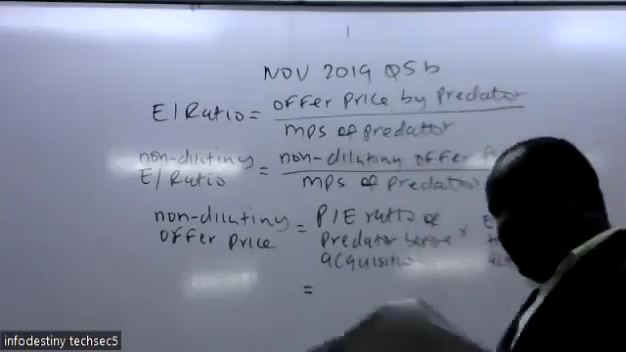 NOV 2019 Q5b
E/Ratio = offer Price by Predator
mps of predator
non-diluting E/Ratio = non-diluting offer
mps of Predator
non-diluting offer price = P/E ratio of Predator before acquisition ×
=
infodestiny techsec5